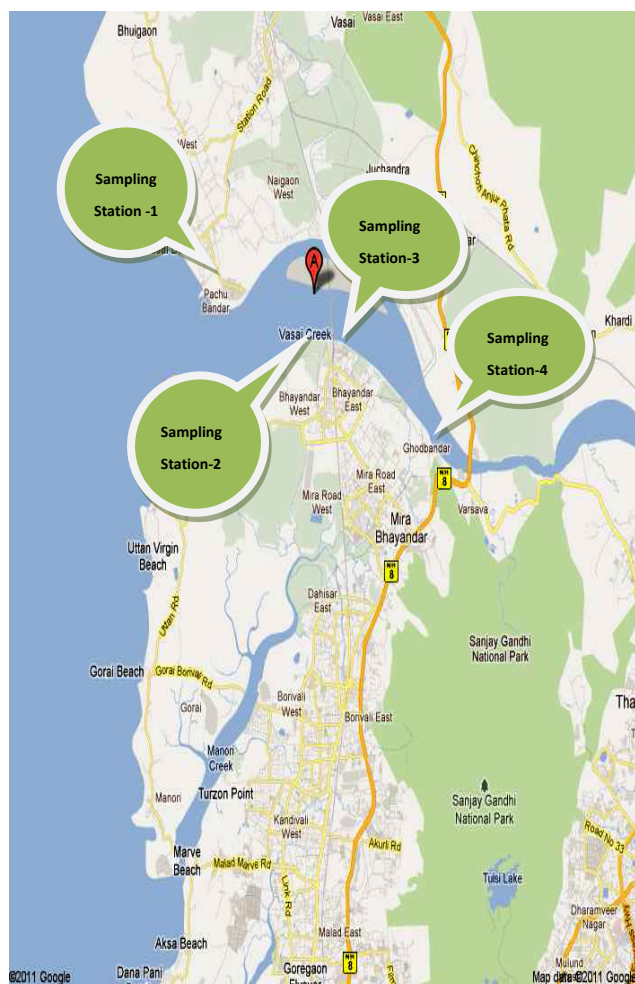 Vasai
Vasai East
Bhuigaon
Station Road
West
Chinchoti Anjur Phata Rd
Sampling
Station -1
Juchandra
Naigaon
West
Sampling
Station-3
A
Pachu
Bandar
Khardi
Vasai Creek
Sampling
Station-4
Bhayandar
West
Bhayandar
East
Sampling
Station-2
Ghodbandar
Mira Road
East
NH
8
Mira Road
West
Varsava
Mira
Bhayandar
Uttan Virgin
Beach
NH
8
Dahisar
East
Uttan Rd
Sanjay Gandhi
National Park
Gorai Beach
Gorai Borivali Rd
Tha
Borivali
West
Gorai
Borivali East
Manori
Creek
Turzon Point
Manori
Sanjay Gandhi
National Park
Kandivali
West
Road No 33
Akurli Rd
Marve
Beach
Malad Marve Rd
Link Rd
Tulsi Lake
Dharamveer
Nagar
Malad East
Aksa Beach
NH
8
Mulund
©2011 Google
Dana Pani
Goregaon
Map data ©2011 Google